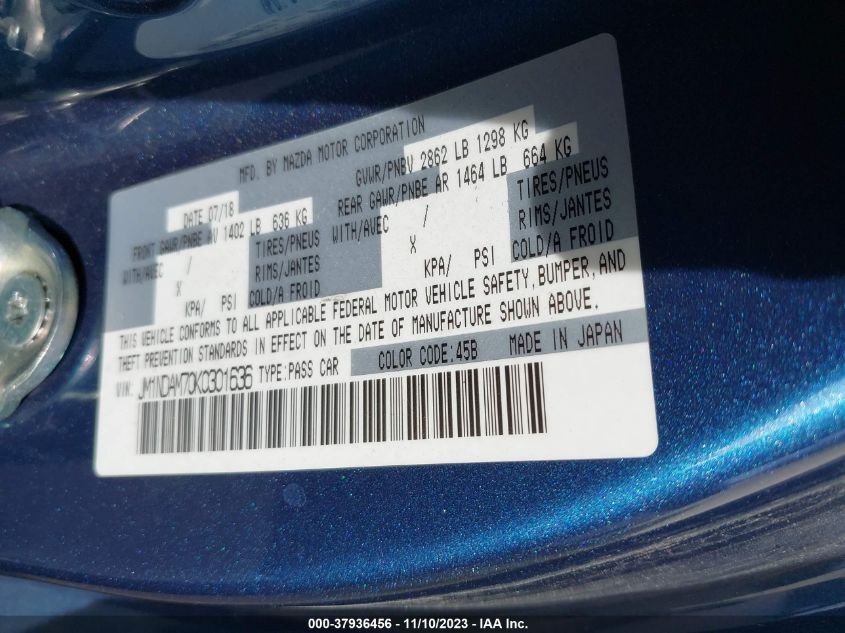 MFD. BY MAZDA MOTOR CORPORATION
DATE 07/18 GVWR/PNBV 2862 LB 1298 KG
FRONT GAWR/PNBE AV 1402 LB 636 KG REAR GAWR/PNBE AR 1464 LB 664 KG
WITH/AVEC / TIRES/PNEUS WITH/AVEC / TIRES/PNEUS
X RIMS/JANTES X RIMS/JANTES
KPA/ PSI COLD/A FROID KPA/ PSI COLD/A FROID
THIS VEHICLE CONFORMS TO ALL APPLICABLE FEDERAL MOTOR VEHICLE SAFETY, BUMPER, AND
THEFT PREVENTION STANDARDS IN EFFECT ON THE DATE OF MANUFACTURE SHOWN ABOVE.
COLOR CODE:45B MADE IN JAPAN
VIN: JM1NDAM70K0301636 TYPE:PASS CAR
000-37936456 - 11/10/2023 - IAA Inc.